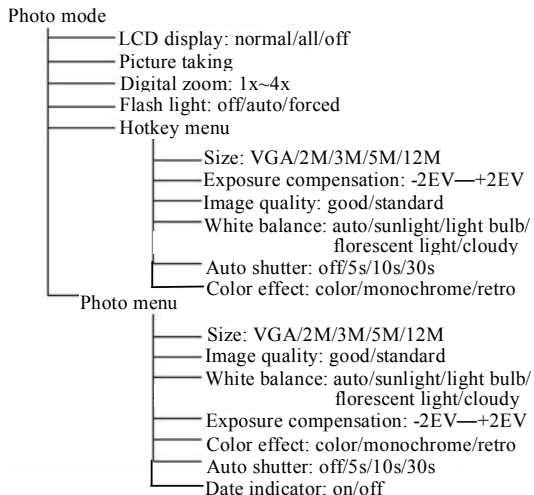 Photo mode
LCD display: normal/all/off
Picture taking
Digital zoom: 1x~4x
Flash light: off/auto/forced
Hotkey menu
Size: VGA/2M/3M/5M/12M
Exposure compensation: -2EV—+2EV
Image quality: good/standard
White balance: auto/sunlight/light bulb/
florescent light/cloudy
Auto shutter: off/5s/10s/30s
Color effect: color/monochrome/retro
Photo menu
Size: VGA/2M/3M/5M/12M
Image quality: good/standard
White balance: auto/sunlight/light bulb/
florescent light/cloudy
Exposure compensation: -2EV—+2EV
Color effect: color/monochrome/retro
Auto shutter: off/5s/10s/30s
Date indicator: on/off